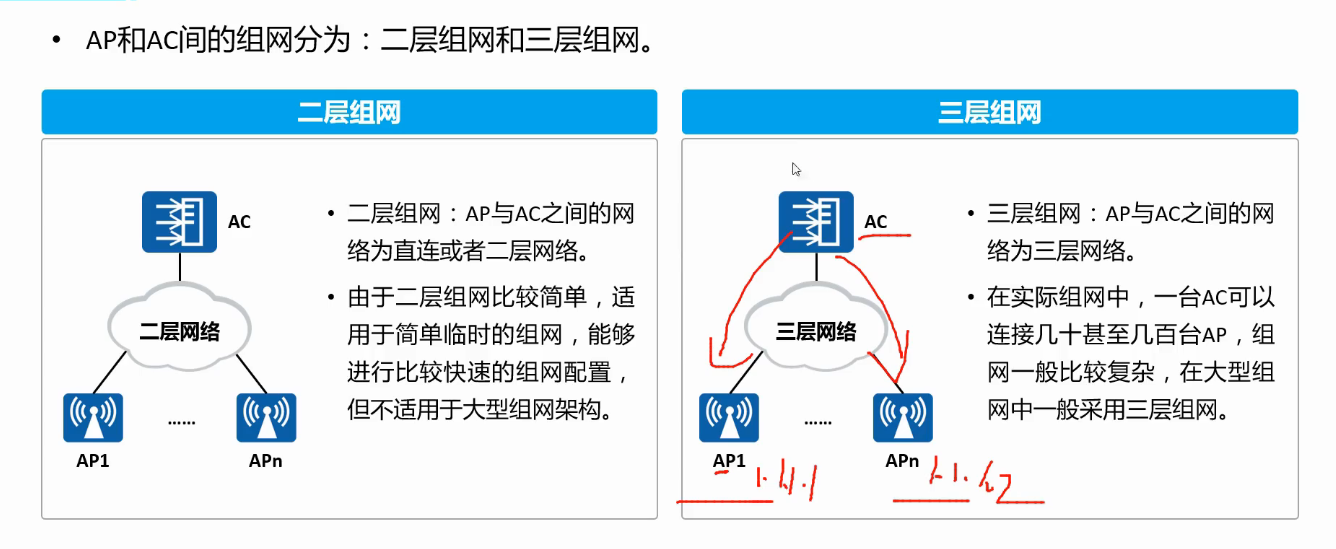 • AP和AC间的组网分为：二层组网和三层组网。
二层组网
AC
二层网络
AP1
......
APn
• 二层组网：AP与AC之间的网
络为直连或者二层网络。
• 由于二层组网比较简单，适
用于简单临时的组网，能够
进行比较快速的组网配置，
但不适用于大型组网架构。
三层组网
AC
三层网络
AP1
......
APn
1.1.1.1
• 三层组网：AP与AC之间的网
络为三层网络。
• 在实际组网中，一台AC可以
连接几十甚至几百台AP，组
网一般比较复杂，在大型组
网中一般采用三层组网。